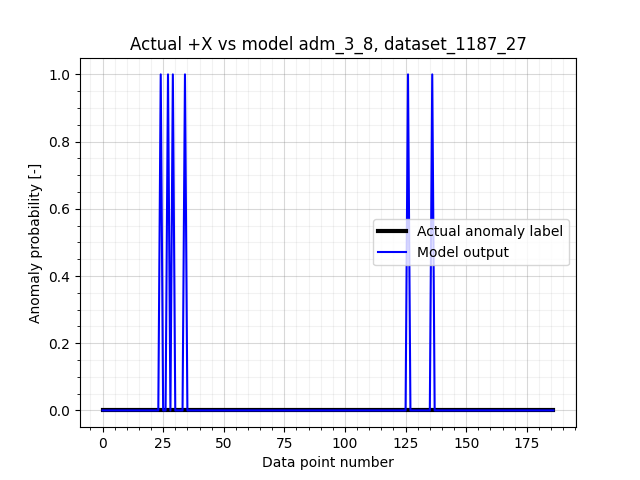 Actual +X vs model adm_3_8, dataset_1187_27
1.0
0.8
0.6
0.4
0.2
0.0
Anomaly probability [-]
Actual anomaly label
Model output
0 25 50 75 100 125 150 175
Data point number